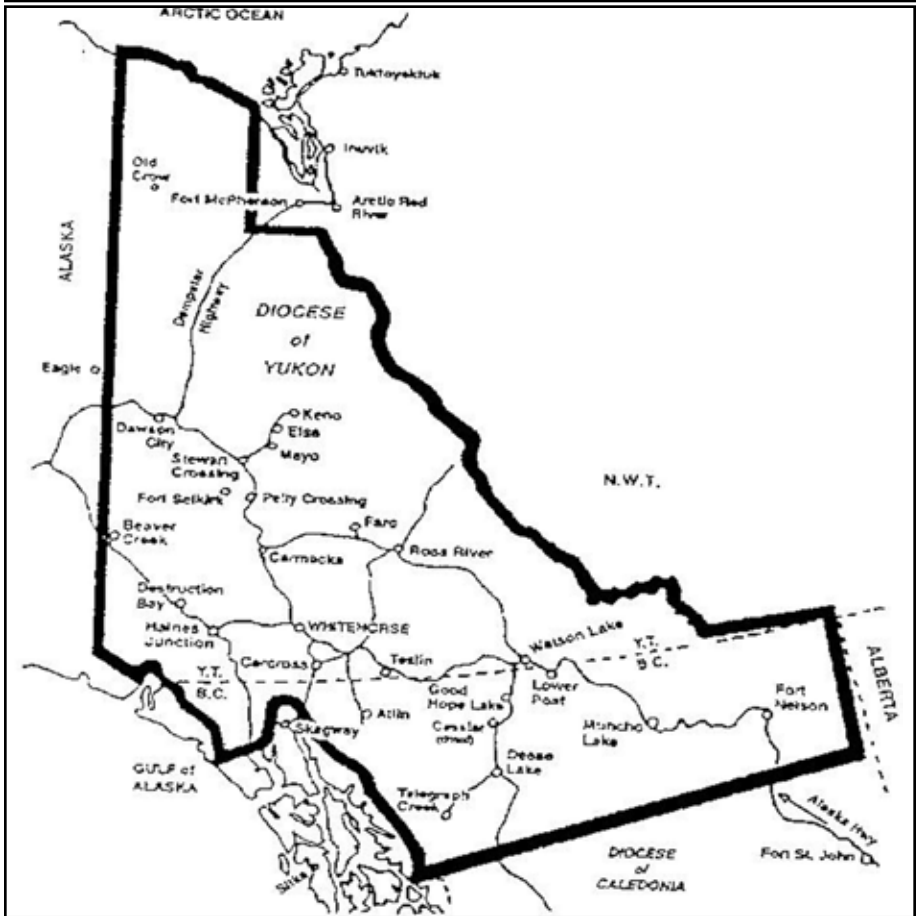 ARCTIC OCEAN
Tuktoyaktuk
Inuvik
Old
Crow
Fort McPherson
Arctic Red
River
ALASKA
Dempster
Highway
DIOCESE
of
YUKON
Eagle
Keno
Elsa
Mayo
Dawson
City
Stewart
Crossing
N.W.T.
Fort Selkirk
Pelly Crossing
Faro
Beaver
Creek
Carmacks
Ross River
Destruction
Bay
Haines
Junction
WHITEHORSE
Watson Lake
Y.T.
B.C.
ALBERTA
Carcross
Teslin
Y.T.
B.C.
Good
Hope Lake
Lower
Post
Fort
Nelson
Atlin
Cassiar
(closed)
Muncho
Lake
Skagway
GULF of
ALASKA
Dease
Lake
Telegraph
Creek
Alaska Hwy
Sitka
DIOCESE
of
CALEDONIA
Fort St. John